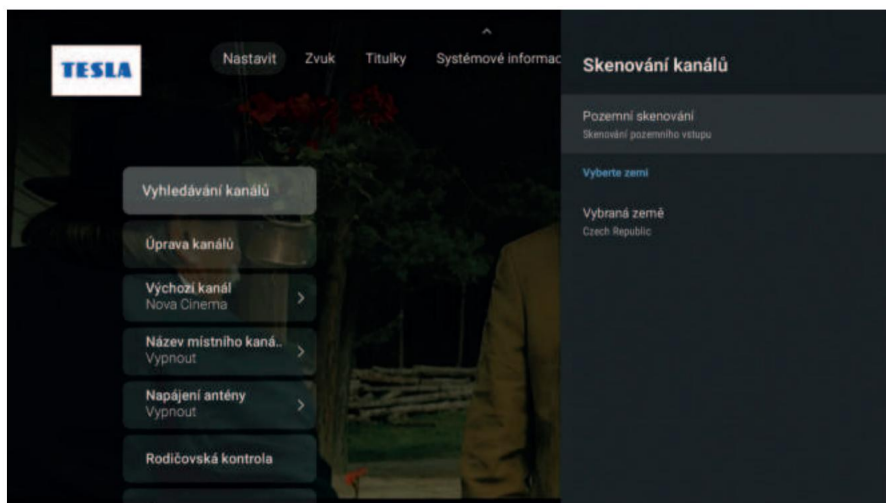 TESLA
Nastavit Zvuk Titulky Systémové informac
Vyhledávání kanálů
Úprava kanálů
Výchozí kanál
Nova Cinema
Název místního kaná..
Vypnout
Napájení antény
Vypnout
Rodičovská kontrola
Skenování kanálů
Pozemní skenování
Skenování pozemního vstupu
Vyberte zemi
Vybraná země
Czech Republic